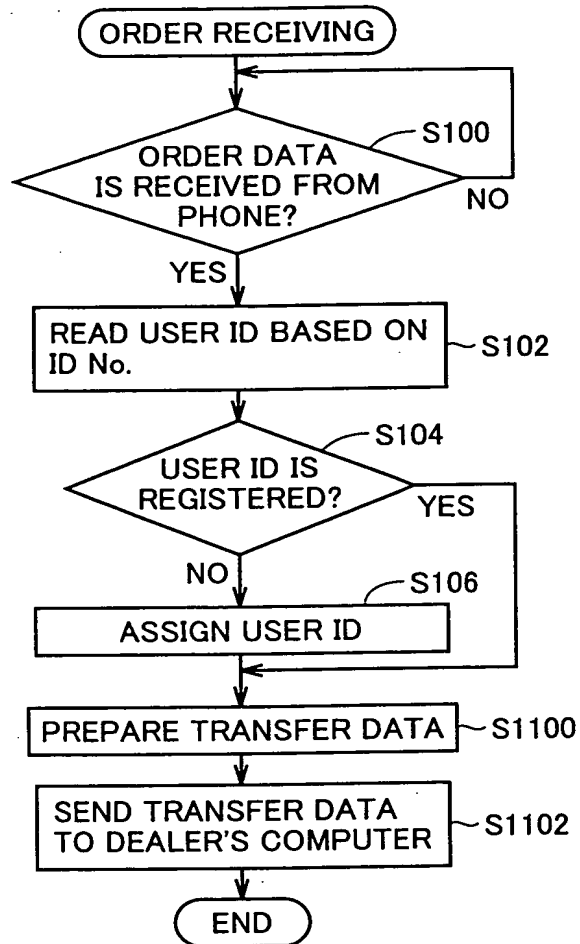 ORDER RECEIVING
S100
ORDER DATA
IS RECEIVED FROM
PHONE?
NO
YES
READ USER ID BASED ON
ID No.
S102
S104
USER ID IS
REGISTERED?
YES
NO
S106
ASSIGN USER ID
PREPARE TRANSFER DATA
S1100
SEND TRANSFER DATA
TO DEALER'S COMPUTER
S1102
END